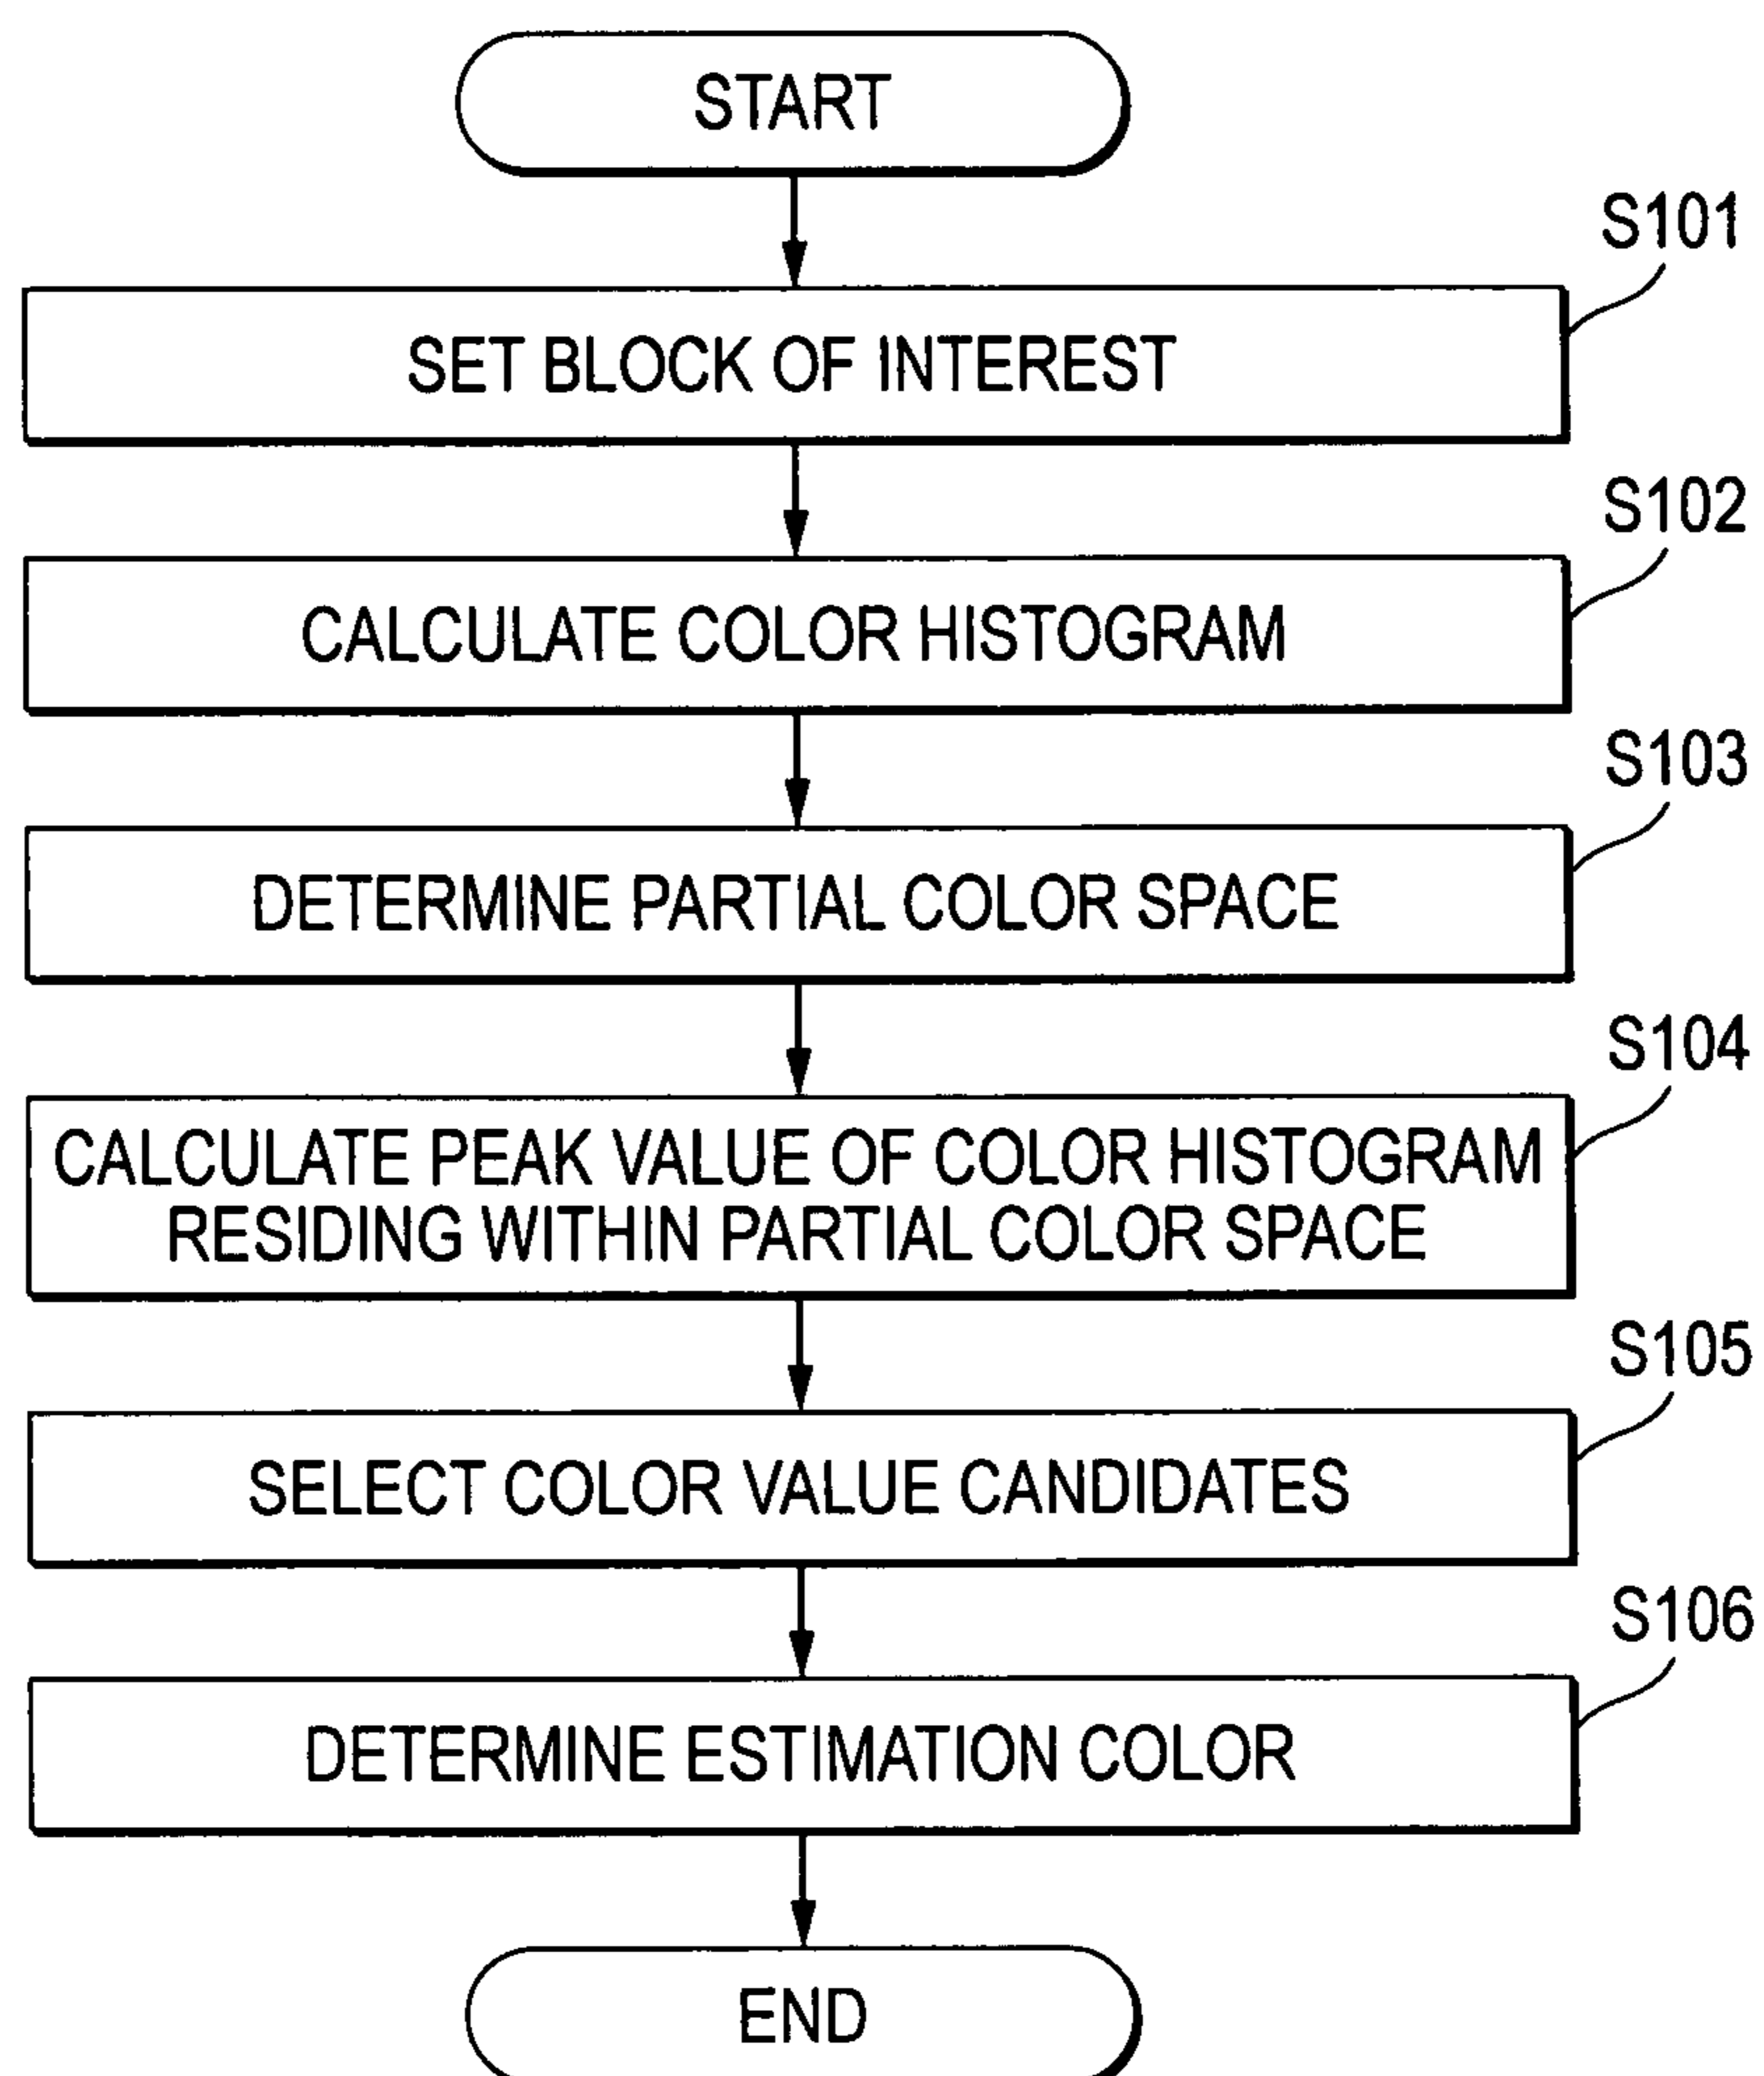 START
S101
SET BLOCK OF INTEREST
S102
CALCULATE COLOR HISTOGRAM
S103
DETERMINE PARTIAL COLOR SPACE
S104
CALCULATE PEAK VALUE OF COLOR HISTOGRAM
RESIDING WITHIN PARTIAL COLOR SPACE
S105
SELECT COLOR VALUE CANDIDATES
S106
DETERMINE ESTIMATION COLOR
END